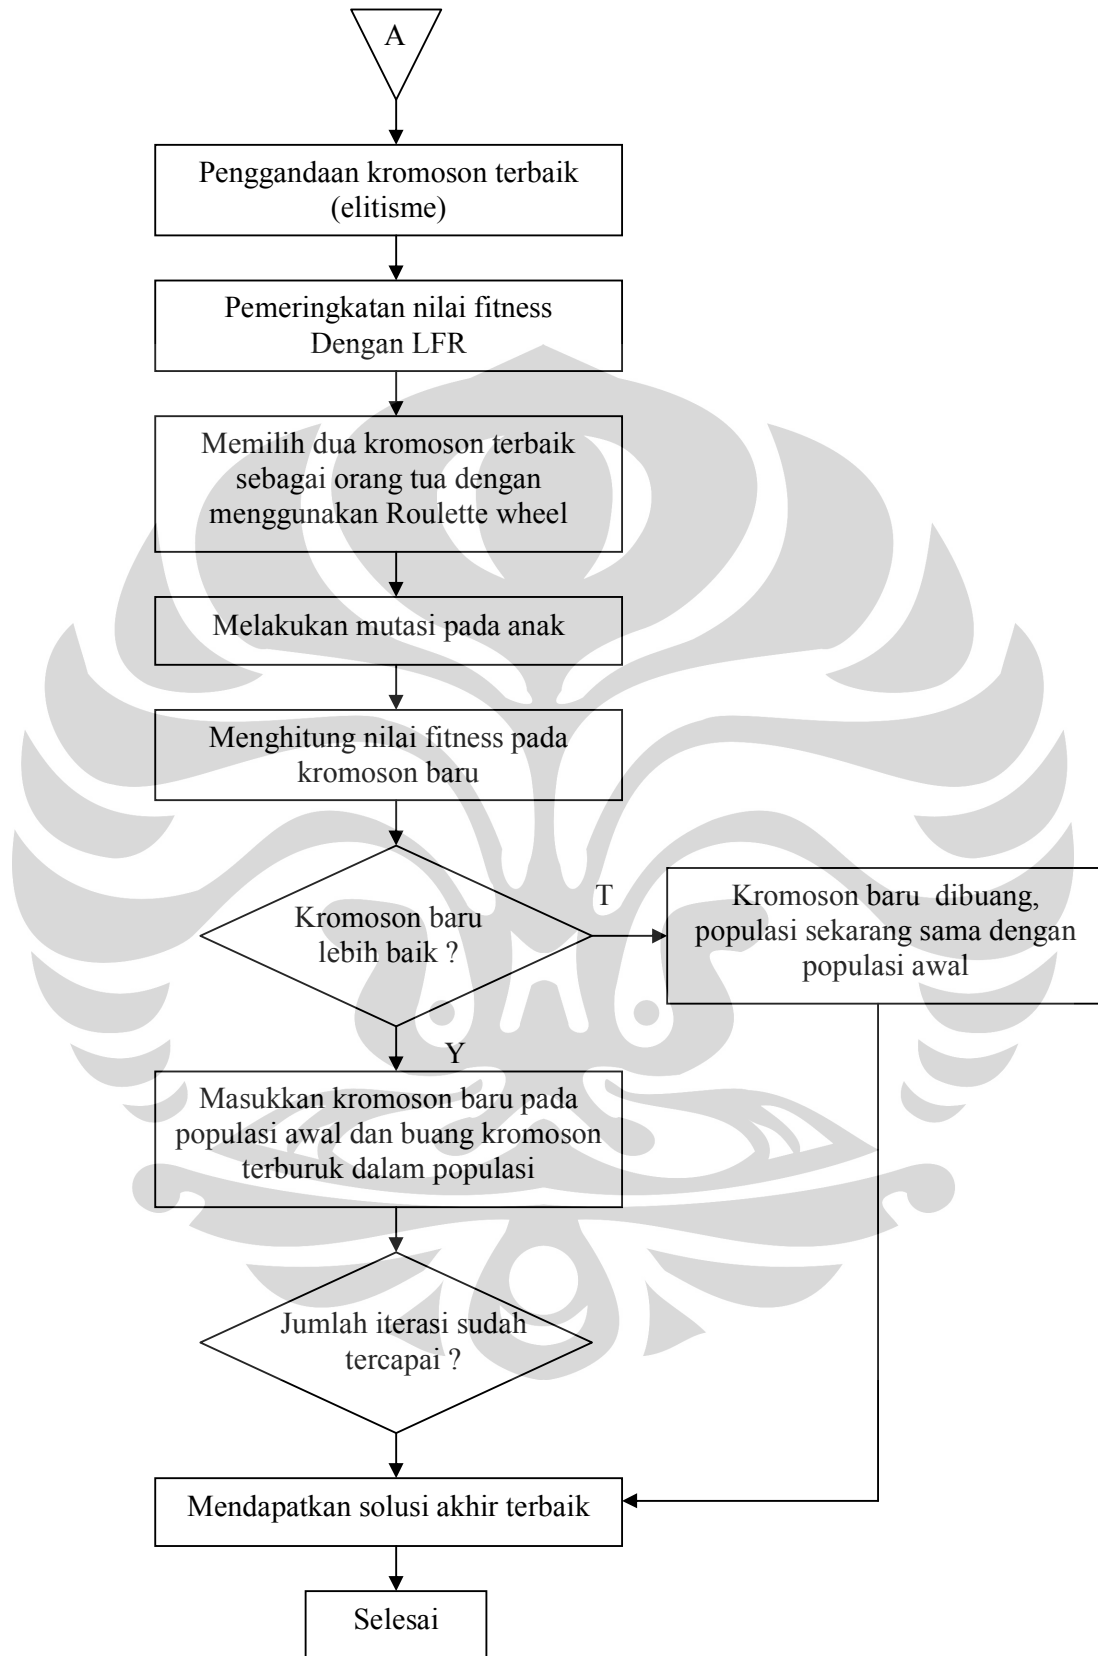 A
Penggandaan kromoson terbaik
(elitisme)
Pemeringkatan nilai fitness
Dengan LFR
Memilih dua kromoson terbaik
sebagai orang tua dengan
menggunakan Roulette wheel
Melakukan mutasi pada anak
Menghitung nilai fitness pada
kromoson baru
Kromoson baru
lebih baik ?
T
Kromoson baru  dibuang,
populasi sekarang sama dengan
populasi awal
Y
Masukkan kromoson baru pada
populasi awal dan buang kromoson
terburuk dalam populasi
Jumlah iterasi sudah
tercapai ?
Mendapatkan solusi akhir terbaik
Selesai